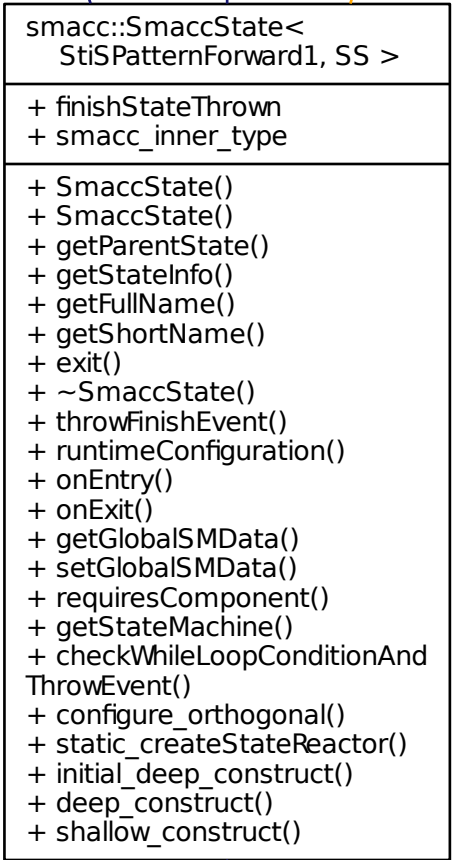 smacc::SmaccState<
StiSPatternForward1, SS >
+ finishStateThrown
+ smacc_inner_type
+ SmaccState()
+ SmaccState()
+ getParentState()
+ getStateInfo()
+ getFullName()
+ getShortName()
+ exit()
+ ~SmaccState()
+ throwFinishEvent()
+ runtimeConfiguration()
+ onEntry()
+ onExit()
+ getGlobalSMData()
+ setGlobalSMData()
+ requiresComponent()
+ getStateMachine()
+ checkWhileLoopConditionAnd
ThrowEvent()
+ configure_orthogonal()
+ static_createStateReactor()
+ initial_deep_construct()
+ deep_construct()
+ shallow_construct()